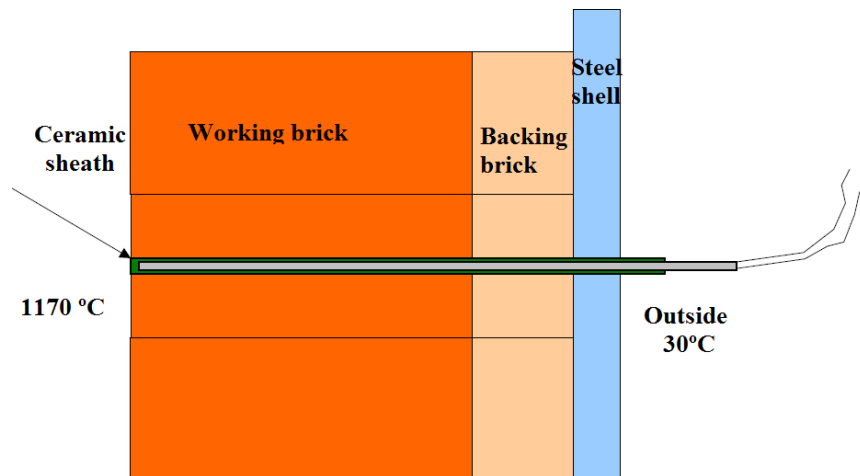 Steel
shell
Ceramic
sheath
Working brick
Backing
brick
1170 ºC
Outside
30ºC